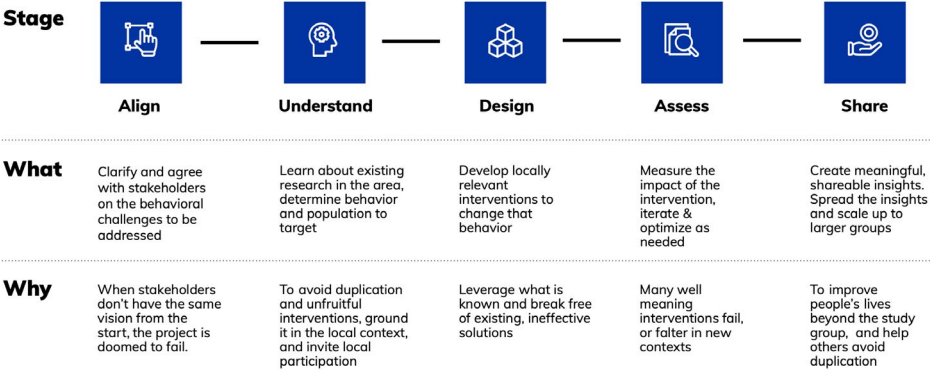 Stage
Align
Understand
Design
Assess
Share
What
Clarify and agree
with stakeholders
on the behavioral
challenges to be
addressed
Learn about existing
research in the area,
determine behavior
and population to
target
Develop locally
relevant
interventions to
change that
behavior
Measure the
impact of the
intervention,
iterate &
optimize as
needed
Create meaningful,
shareable insights.
Spread the insights
and scale up to
larger groups
Why
When stakeholders
don't have the same
vision from the
start, the project is
doomed to fail.
To avoid duplication
and unfruitful
interventions, ground
it in the local context,
and invite local
participation
Leverage what is
known and break free
of existing, ineffective
solutions
Many well
meaning
interventions fail,
or falter in new
contexts
To improve
people's lives
beyond the study
group, and help
others avoid
duplication